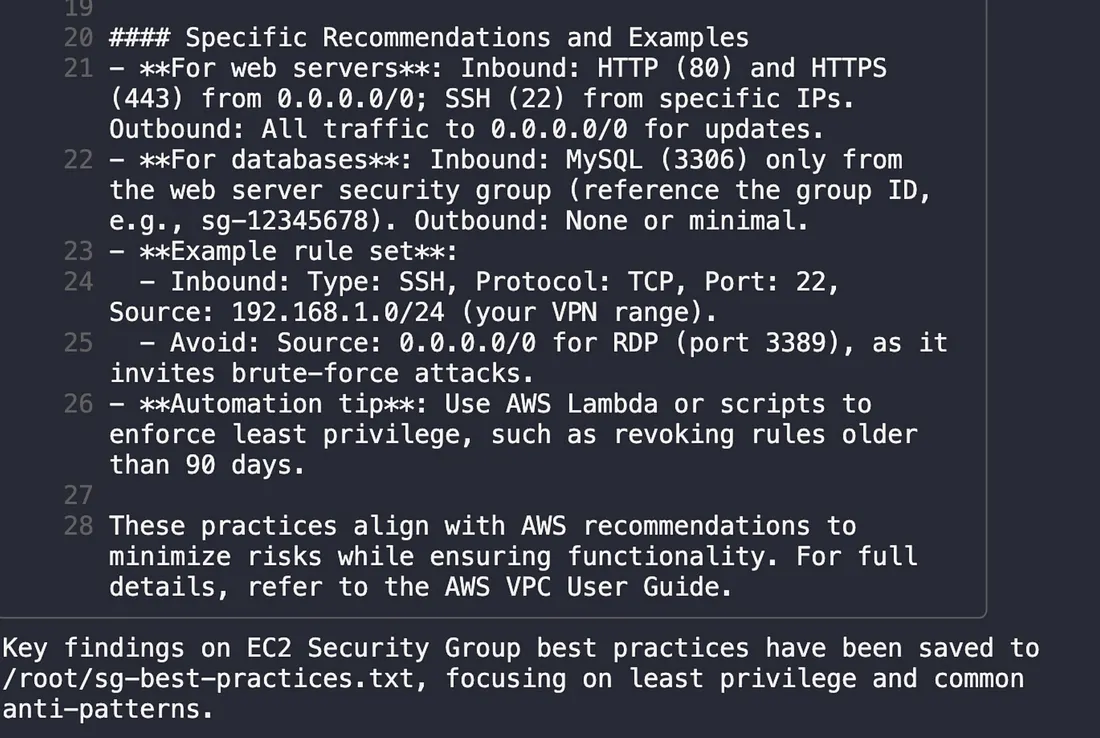 19
20 #### Specific Recommendations and Examples
21 - **For web servers**: Inbound: HTTP (80) and HTTPS
(443) from 0.0.0.0/0; SSH (22) from specific IPs.
Outbound: All traffic to 0.0.0.0/0 for updates.
22 - **For databases**: Inbound: MySQL (3306) only from
the web server security group (reference the group ID,
e.g., sg-12345678). Outbound: None or minimal.
23 - **Example rule set**:
24   - Inbound: Type: SSH, Protocol: TCP, Port: 22,
Source: 192.168.1.0/24 (your VPN range).
25   - Avoid: Source: 0.0.0.0/0 for RDP (port 3389), as it
invites brute-force attacks.
26 - **Automation tip**: Use AWS Lambda or scripts to
enforce least privilege, such as revoking rules older
than 90 days.
27
28 These practices align with AWS recommendations to
minimize risks while ensuring functionality. For full
details, refer to the AWS VPC User Guide.
Key findings on EC2 Security Group best practices have been saved to
/root/sg-best-practices.txt, focusing on least privilege and common
anti-patterns.